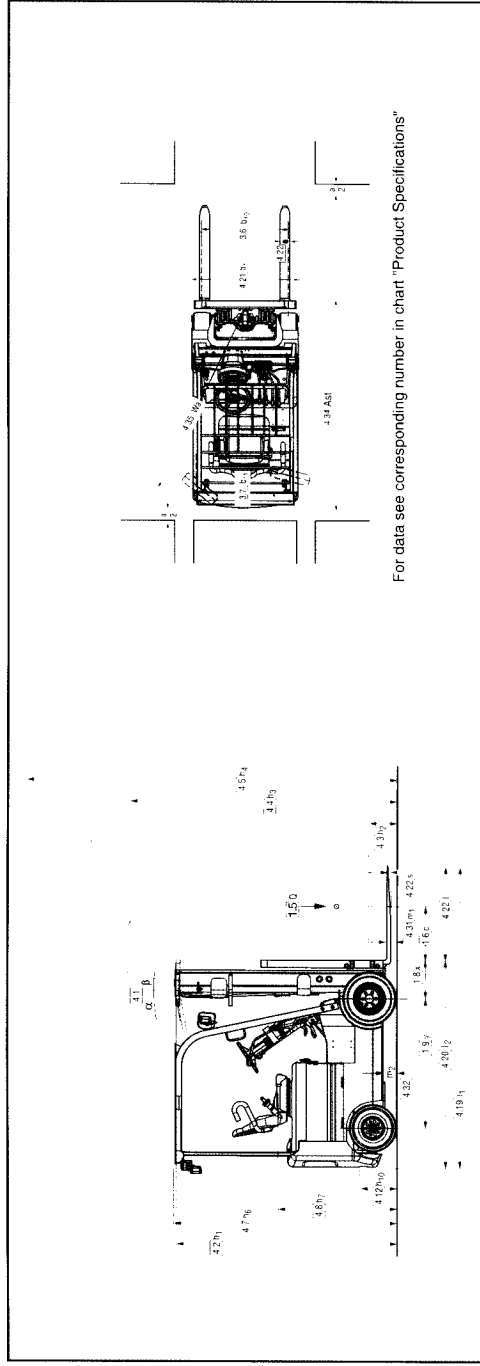 4.1
α β
4.2 h₁
4.7 h₆
4.8 h₇
4.12 h₁₀
4.5 h₄
4.4 h₃
4.3 h₂
1.5 Q
4.22 s
4.31 m₁
m₂
4.32
1.6 c
1.8 x
1.9 y
4.22 l
4.20 l₂
4.19 l₁
a
2
4.35 Wa
3.7
4.21
3.6 b₁₀
4.22
a
2
4.34 Ast
For data see corresponding number in chart "Product Specifications"